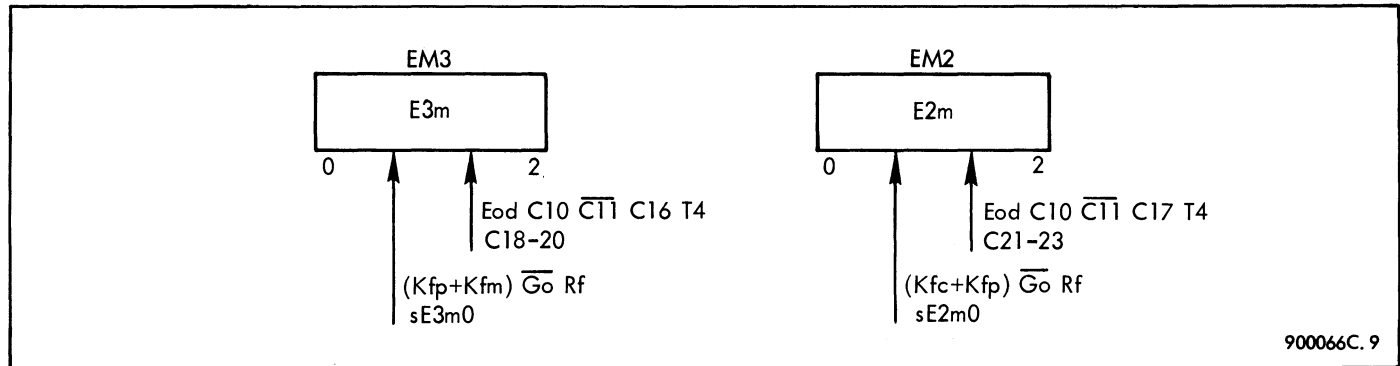 EM3
E3m
0 2
Eod C10 C̅1̅1̅ C16 T4
C18-20
(Kfp+Kfm) G̅o̅ Rf
sE3m0
EM2
E2m
0 2
Eod C10 C̅1̅1̅ C17 T4
C21-23
(Kfc+Kfp) G̅o̅ Rf
sE2m0
900066C.9